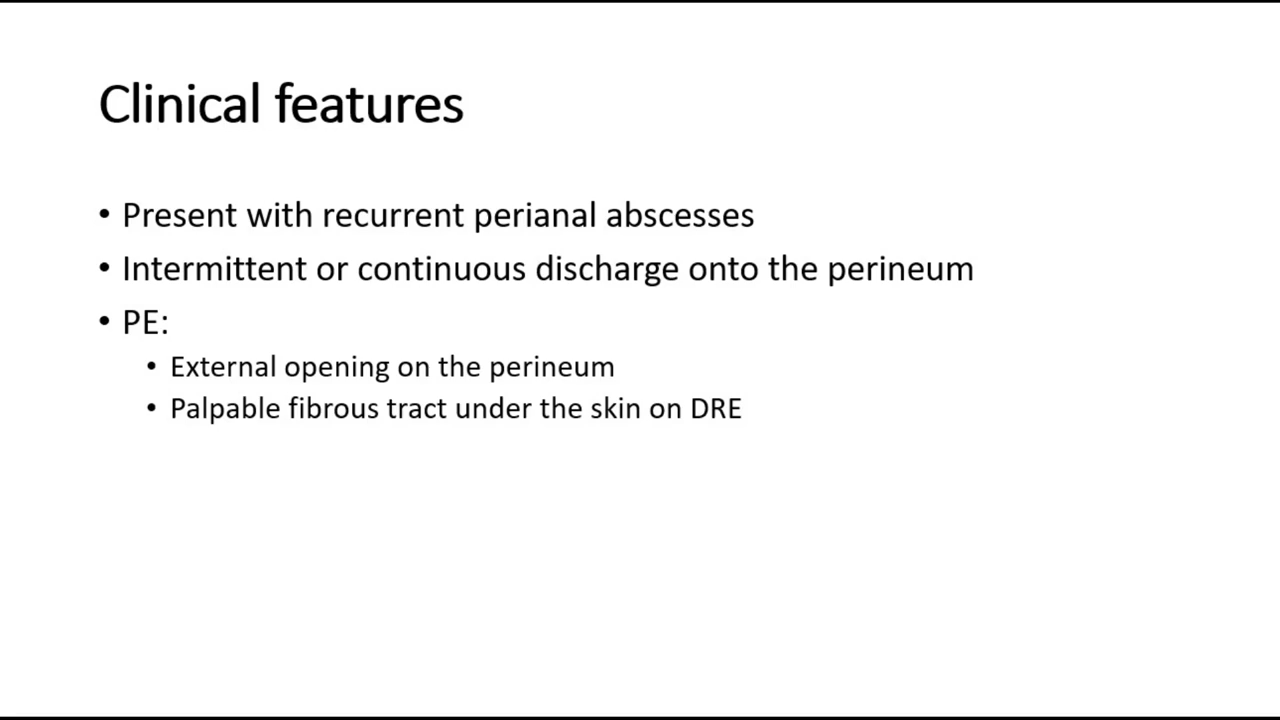 Clinical features
• Present with recurrent perianal abscesses
• Intermittent or continuous discharge onto the perineum
• PE:
• External opening on the perineum
• Palpable fibrous tract under the skin on DRE